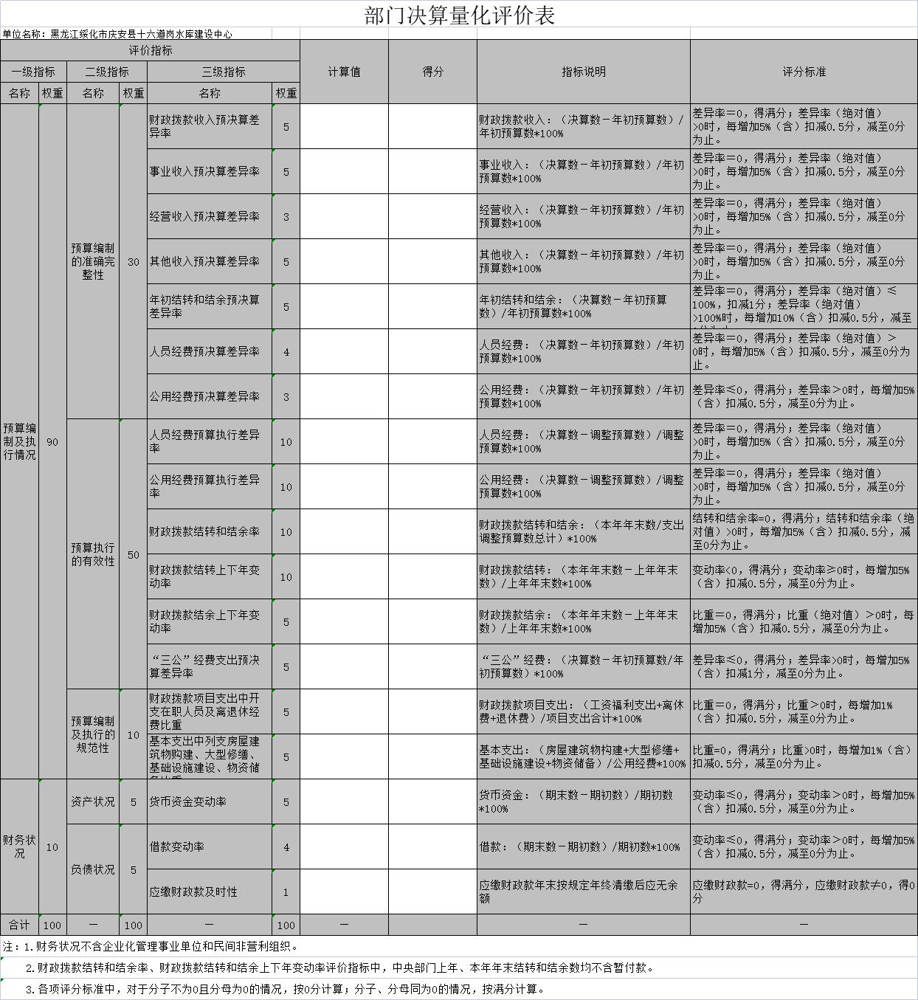 部门决算量化评价表
单位名称：黑龙江绥化市庆安县十六道岗水库建设中心
评价指标 计算值 得分 指标说明 评分标准
一级指标 二级指标 三级指标
名称 权重 名称 权重 名称 权重
预算编
制及执
行情况
90
预算编制
的准确完
整性
30
财政拨款收入预决算差
异率
5
财政拨款收入：（决算数－年初预算数）/
年初预算数*100%
差异率＝0，得满分；差异率（绝对值）
>0时，每增加5%（含）扣减0.5分，减至0分
为止。
事业收入预决算差异率
5
事业收入：（决算数－年初预算数）/年初
预算数*100%
差异率＝0，得满分；差异率（绝对值）
>0时，每增加5%（含）扣减0.5分，减至0分
为止。
经营收入预决算差异率
3
经营收入：（决算数－年初预算数）/年初
预算数*100%
差异率＝0，得满分；差异率（绝对值）
>0时，每增加5%（含）扣减0.5分，减至0分
为止。
其他收入预决算差异率
5
其他收入：（决算数－年初预算数）/年初
预算数*100%
差异率＝0，得满分；差异率（绝对值）
>0时，每增加5%（含）扣减0.5分，减至0分
为止。
年初结转和结余预决算
差异率
5
年初结转和结余：（决算数－年初预算
数）/年初预算数*100%
差异率＝0，得满分；差异率（绝对值）≤
100%，扣减1分；差异率（绝对值）
>100%时，每增加10%（含）扣减0.5分，减至
人员经费预决算差异率
4
人员经费：（决算数－年初预算数）/年初
预算数*100%
差异率＝0，得满分；差异率（绝对值）＞
0时，每增加5%（含）扣减0.5分，减至0分为
止。
公用经费预决算差异率
3
公用经费：（决算数－年初预算数）/年初
预算数*100%
差异率≤0，得满分；差异率＞0时，每增加5%
（含）扣减0.5分，减至0分为止。
预算执行
的有效性
50
人员经费预算执行差异
率
10
人员经费：（决算数－调整预算数）/调整
预算数*100%
差异率＝0，得满分；差异率（绝对值）
>0时，每增加5%（含）扣减0.5分，减至0分
为止。
公用经费预算执行差异
率
10
公用经费：（决算数－调整预算数）/调整
预算数*100%
差异率＝0，得满分；差异率（绝对值）
>0时，每增加5%（含）扣减0.5分，减至0分
为止。
财政拨款结转和结余率
10
财政拨款结转和结余：（本年年末数/支出
调整预算数总计）*100%
结转和结余率=0，得满分；结转和结余率（绝
对值）>0时，每增加5%（含）扣减0.5分，减
至0分为止。
财政拨款结转上下年变
动率
10
财政拨款结转：（本年年末数－上年年末
数）/上年年末数*100%
变动率<0，得满分；变动率≥0时，每增加5%
（含）扣减0.5分，减至0分为止。
财政拨款结余上下年变
动率
5
财政拨款结余：（本年年末数－上年年末
数）/上年年末数*100%
比重＝0，得满分；比重（绝对值）＞0时，每
增加5%（含）扣减0.5分，减至0分为止。
“三公”经费支出预决
算差异率
5
“三公”经费：（决算数－年初预算数/年
初预算数）*100%
差异率≤0，得满分；差异率>0时，每增加5%
（含）扣减1分，减至0分为止。
预算编制
及执行的
规范性
10
财政拨款项目支出中开
支在职人员及离退休经
费比重
5
财政拨款项目支出：（工资福利支出+离休
费+退休费）/项目支出合计*100%
比重＝0，得满分；比重＞0时，每增加1%
（含）扣减0.5分，减至0分为止。
基本支出中列支房屋建
筑物购建、大型修缮、
基础设施建设、物资储
5
基本支出：（房屋建筑物构建+大型修缮+
基础设施建设+物资储备）/公用经费*100%
比重=0，得满分；比重>0时，每增加1%（含）
扣减0.5分，减至0分为止。
财务状
况
10
资产状况
5
货币资金变动率
5
货币资金：（期末数－期初数）/期初数
*100%
变动率≤0，得满分；变动率＞0时，每增加5%
（含）扣减0.5分，减至0分为止。
负债状况
5
借款变动率
4
借款：（期末数－期初数）/期初数*100%
变动率≤0，得满分；变动率＞0时，每增加5%
（含）扣减0.5分，减至0分为止。
应缴财政款及时性
1
应缴财政款年末按规定年终清缴后应无余
额
应缴财政款=0，得满分，应缴财政款≠0，得0
分
合计 100 － 100 － 100 － － －
注：1.财务状况不含企业化管理事业单位和民间非营利组织。
2.财政拨款结转和结余率、财政拨款结转和结余上下年变动率评价指标中，中央部门上年、本年年末结转和结余数均不含暂付款。
3.各项评分标准中，对于分子不为0且分母为0的情况，按0分计算；分子、分母同为0的情况，按满分计算。